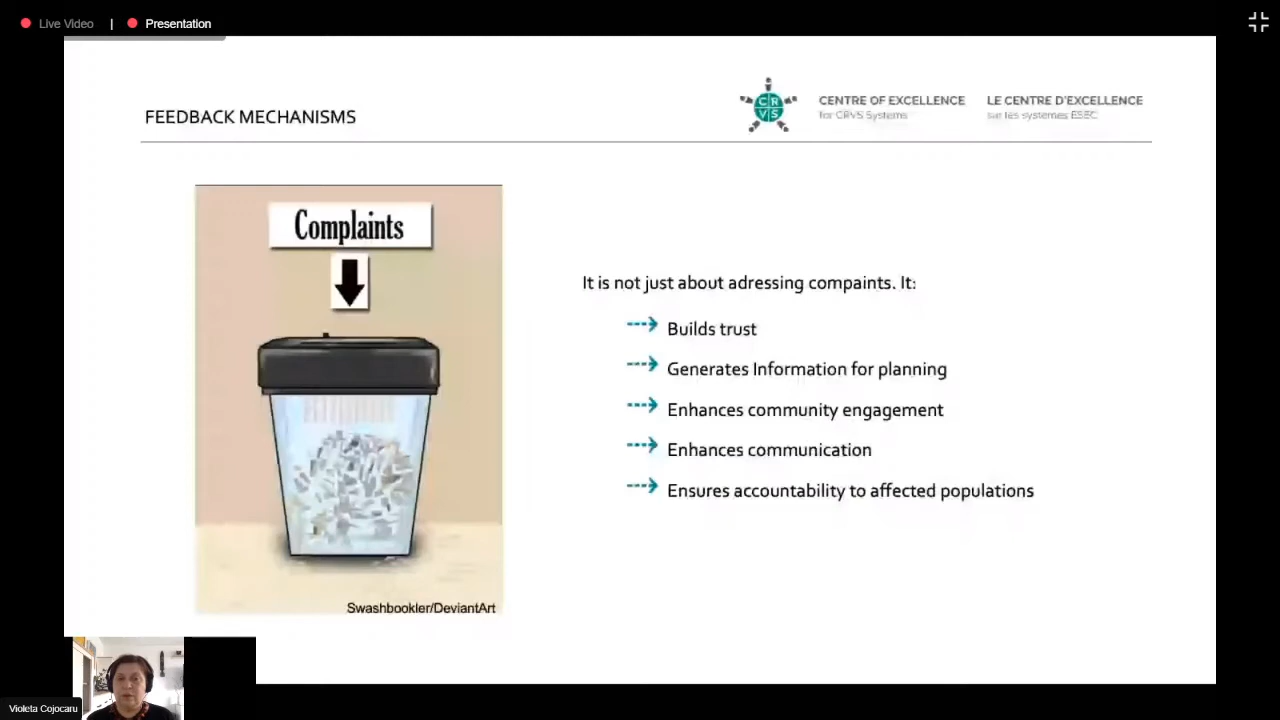 Live Video | Presentation
FEEDBACK MECHANISMS
CRVS
CENTRE OF EXCELLENCE
for CRVS Systems
LE CENTRE D'EXCELLENCE
sur les systèmes ESEC
Complaints
It is not just about adressing compaints. It:
Builds trust
Generates Information for planning
Enhances community engagement
Enhances communication
Ensures accountability to affected populations
Swashbookler/DeviantArt
Violeta Cojocaru